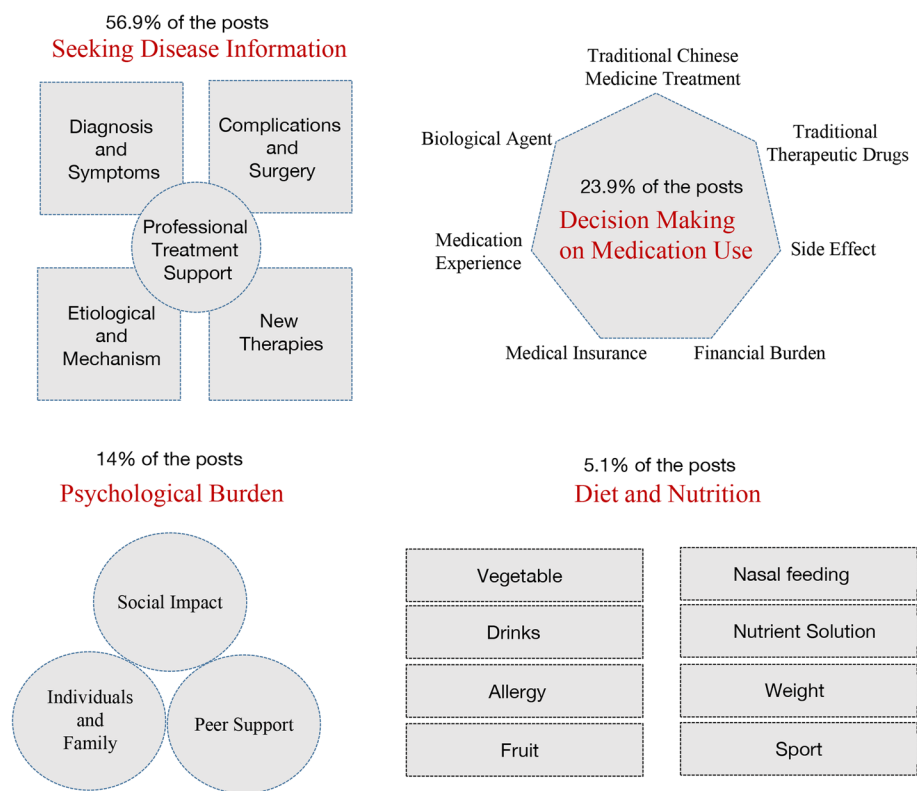 56.9% of the posts
Seeking Disease Information
Diagnosis
and
Symptoms
Complications
and
Surgery
Professional
Treatment
Support
Etiological
and
Mechanism
New
Therapies
Traditional Chinese
Medicine Treatment
Biological Agent
Traditional
Therapeutic Drugs
23.9% of the posts
Decision Making
on Medication Use
Medication
Experience
Side Effect
Medical Insurance
Financial Burden
14% of the posts
Psychological Burden
Social Impact
Individuals
and
Family
Peer Support
5.1% of the posts
Diet and Nutrition
Vegetable
Nasal feeding
Drinks
Nutrient Solution
Allergy
Weight
Fruit
Sport